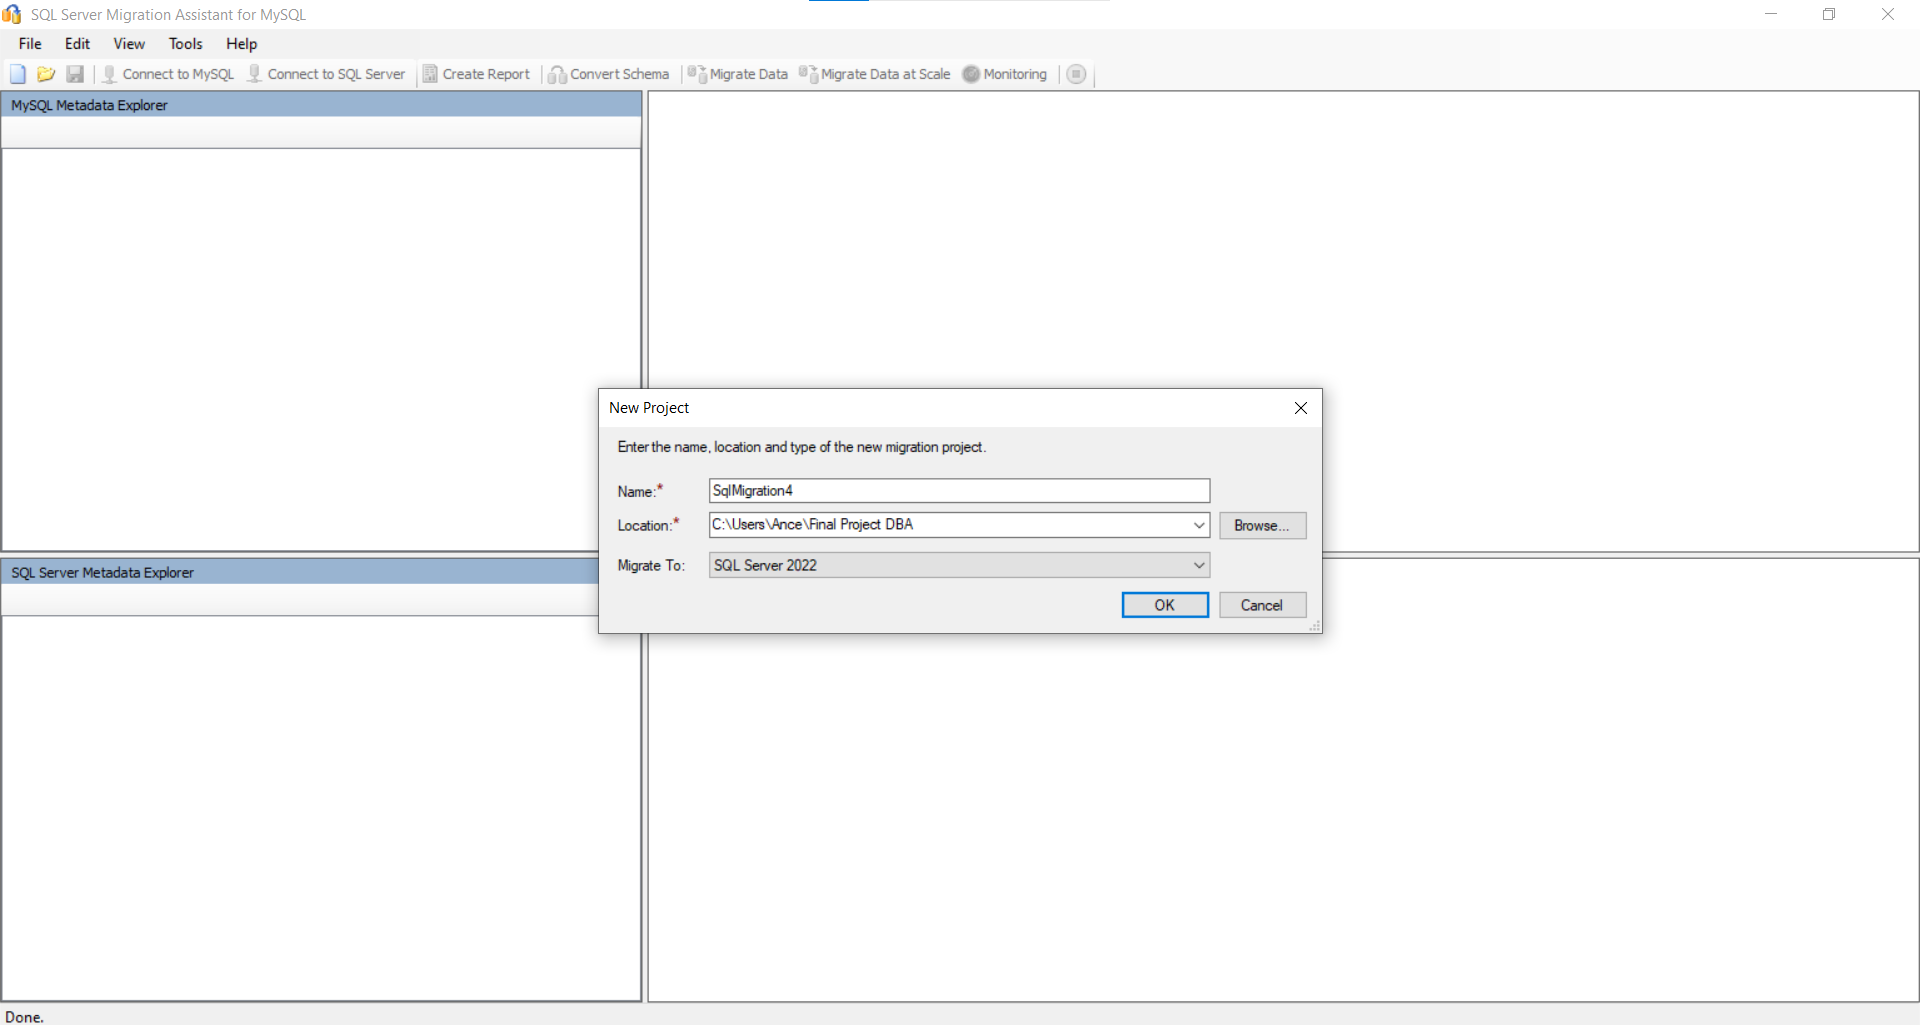 SQL Server Migration Assistant for MySQL
File Edit View Tools Help
Connect to MySQL Connect to SQL Server Create Report Convert Schema Migrate Data Migrate Data at Scale Monitoring
MySQL Metadata Explorer
New Project
Enter the name, location and type of the new migration project.
Name:* SqlMigration4
Location:* C:\Users\Ance\Final Project DBA Browse...
Migrate To: SQL Server 2022
OK Cancel
SQL Server Metadata Explorer
Done.